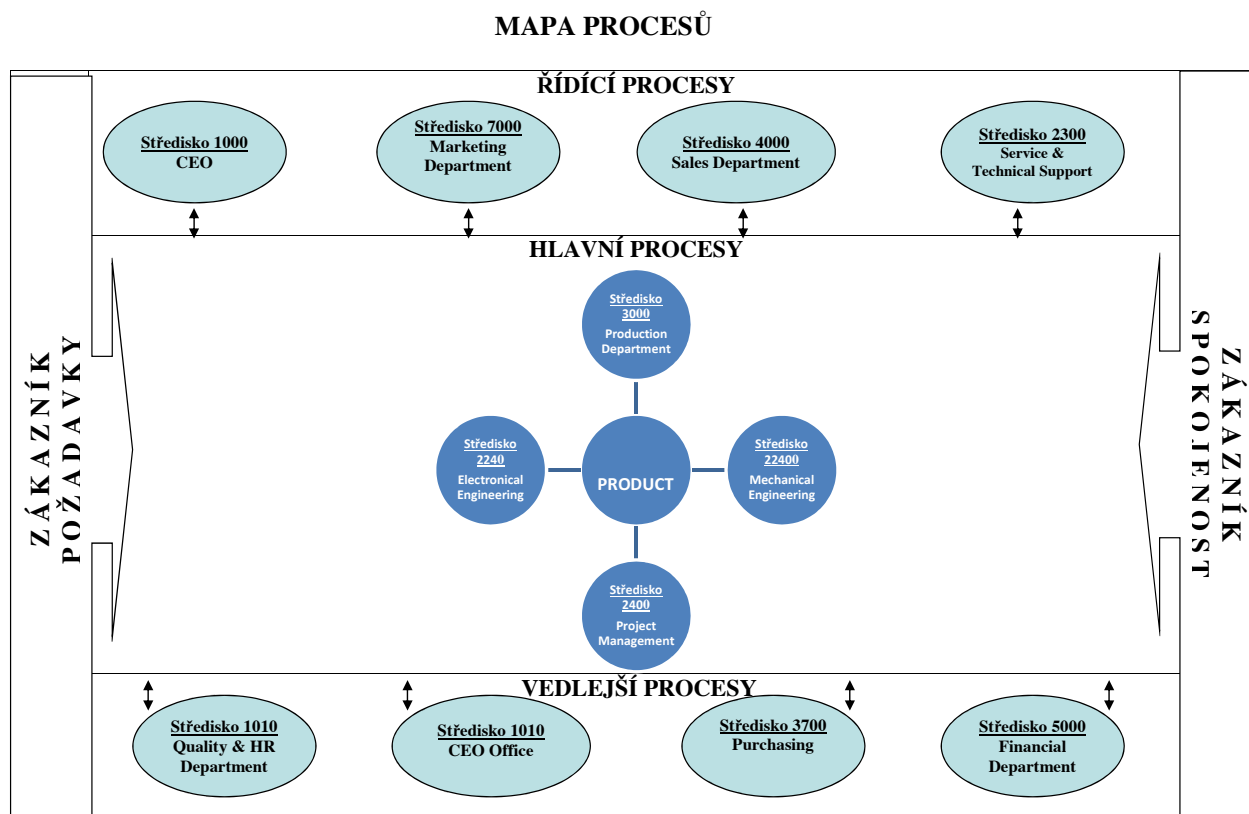 MAPA PROCESŮ
ŘÍDÍCÍ PROCESY
Středisko 1000
CEO
Středisko 7000
Marketing
Department
Středisko 4000
Sales Department
Středisko 2300
Service &
Technical Support
HLAVNÍ PROCESY
ZÁKAZNÍK
POŽADAVKY
Středisko
3000
Production
Department
Středisko
2240
Electronical
Engineering
PRODUCT
Středisko
22400
Mechanical
Engineering
Středisko
2400
Project
Management
SPOKOJENOST
ZÁKAZNÍK
VEDLEJŠÍ PROCESY
Středisko 1010
Quality & HR
Department
Středisko 1010
CEO Office
Středisko 3700
Purchasing
Středisko 5000
Financial
Department